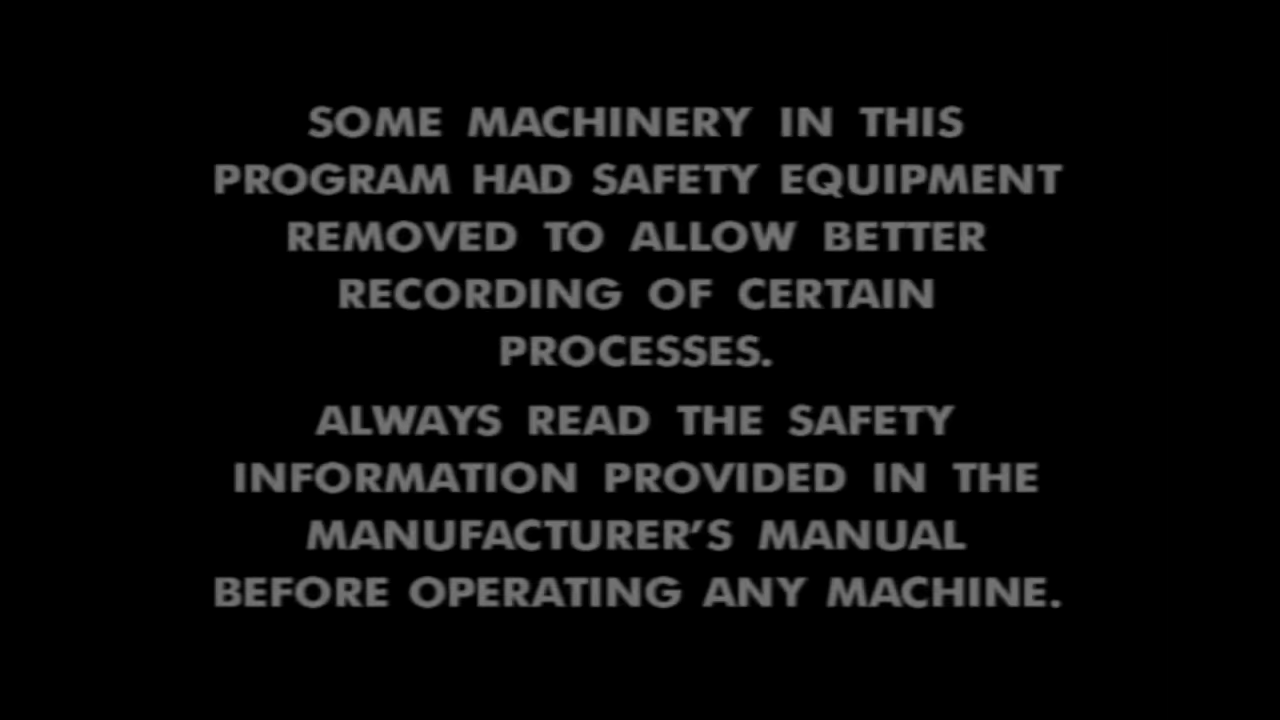 SOME MACHINERY IN THIS
PROGRAM HAD SAFETY EQUIPMENT
REMOVED TO ALLOW BETTER
RECORDING OF CERTAIN
PROCESSES.
ALWAYS READ THE SAFETY
INFORMATION PROVIDED IN THE
MANUFACTURER’S MANUAL
BEFORE OPERATING ANY MACHINE.